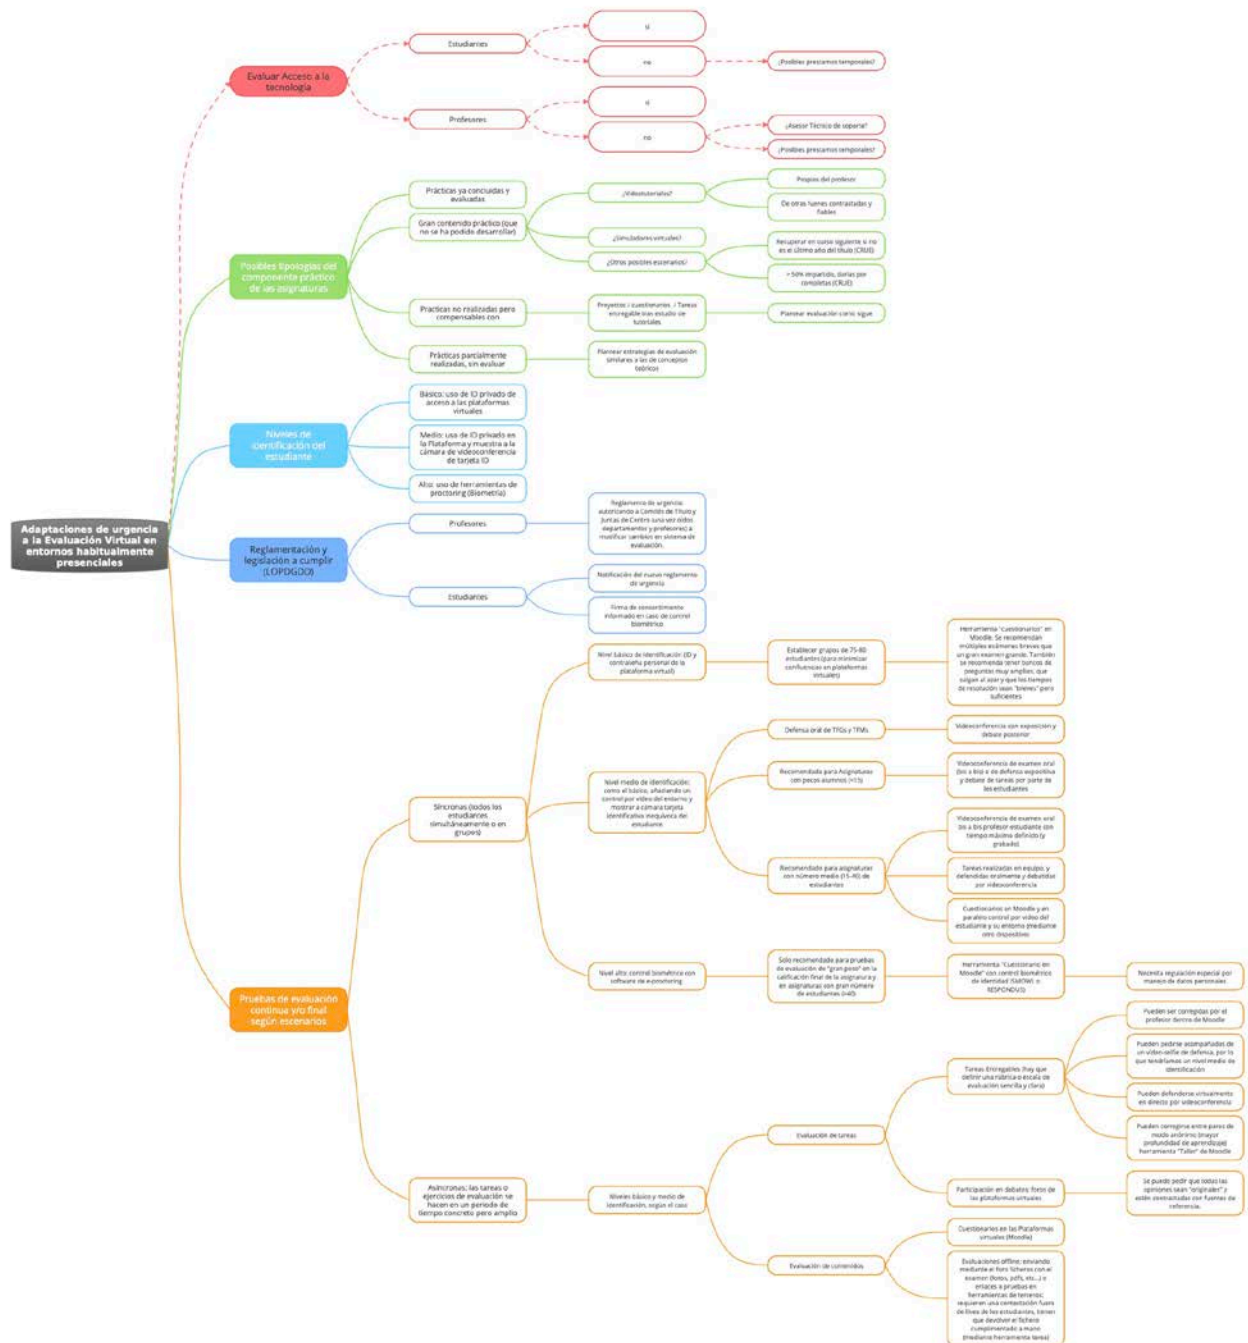 Adaptaciones de urgencia
a la Evaluación Virtual en
entornos habitualmente
presenciales
Evaluar Acceso a la
tecnología
Estudiantes
si
no
¿Posibles prestamos temporales?
Profesores
si
no
¿Asesor Técnico de soporte?
¿Posibles prestamos temporales?
Posibles tipologías del
componente práctico
de las asignaturas
Prácticas ya concluidas y
evaluadas
Gran contenido práctico (que
no se ha podido desarrollar)
¿Videotutoriales?
Propios del profesor
De otras fuentes contrastadas y
fiables
¿Simuladores virtuales?
¿Otros posibles escenarios?
Recuperar en curso siguiente si no
es el último año del título (CRUE)
> 50% impartido, darlas por
completas (CRUE)
Practicas no realizadas pero
compensables con
Proyectos / cuestionarios / Tareas
entregables tras estudio de
tutoriales
Planear evaluación como sigue
Prácticas parcialmente
realizadas, sin evaluar
Plantear estrategias de evaluación
similares a las de conceptos
teóricos
Niveles de
identificación del
estudiante
Básico: uso de ID privado de
acceso a las plataformas
virtuales
Medio: uso de ID privado en
la Plataforma y muestra a la
cámara de videoconferencia
de tarjeta ID
Alto: uso de herramientas de
proctoring (Biometría)
Reglamentación y
legislación a cumplir
(LOPDGDD)
Profesores
Reglamento de urgencia:
autorizando a Comités de Título y
Juntas de Centro (una vez oídos
departamentos y profesores) a
modificar cambios en sistema de
evaluación.
Estudiantes
Notificación del nuevo reglamento
de urgencia
Firma de consentimiento
informado en caso de control
biométrico
Pruebas de evaluación
continua y/o final
según escenarios
Síncronas (todos los
estudiantes
simultáneamente o en
grupos)
Nivel básico de identificación (ID y
contraseña personal de la
plataforma virtual)
Establecer grupos de 75-80
estudiantes (para minimizar
confluencias en plataformas
virtuales)
Herramienta "cuestionarios" en
Moodle. Se recomiendan
múltiples exámenes breves que
un gran examen grande. También
se recomienda tener bancos de
preguntas muy amplios, que
salgan al azar y que los tiempos
de resolución sean "breves" pero
suficientes
Nivel medio de identificación:
como el básico, añadiendo un
control por video del entorno y
mostrar a cámara tarjeta
identificativa inequívoca del
estudiante
Defensa oral de TFGs y TFMs
Videoconferencia con exposición y
debate posterior
Recomendado para Asignaturas
con pocos alumnos (<15)
Videoconferencia de examen oral
(bis a bis) o de defensa expositiva
y debate de tareas por parte de
los estudiantes
Recomendado para asignaturas
con número medio (15-40) de
estudiantes
Videoconferencia de examen oral
bis a bis profesor-estudiante con
tiempo máximo definido (y
grabado)
Tareas realizadas en equipo, y
defendidas oralmente y debatidas
por videoconferencia
Cuestionarios en Moodle y en
paralelo control por video del
estudiante y su entorno (mediante
otro dispositivo)
Nivel alto: control biométrico con
software de e-proctoring
Solo recomendado para pruebas
de evaluación de "gran peso" en la
calificación final de la asignatura y
en asignaturas con gran número
de estudiantes (>40)
Herramienta "Cuestionario en
Moodle" con control biométrico
de identidad (SMOWL o
RESPONDUS)
Necesita regulación especial por
manejo de datos personales
Asíncronas: las tareas o
ejercicios de evaluación se
hacen en un periodo de
tiempo concreto pero amplio
Niveles básico y medio de
identificación, según el caso
Evaluación de tareas
Tareas Entregables (hay que
definir una rúbrica o escala de
evaluación sencilla y clara)
Pueden ser corregidas por el
profesor dentro de Moodle
Pueden pedirse acompañadas de
un video-selfie de defensa, por lo
que tendríamos un nivel medio de
identificación
Pueden defenderse virtualmente
en directo por videoconferencia
Pueden corregirse entre pares de
modo anónimo (mayor
profundidad de aprendizaje)
herramienta "Taller" de Moodle
Participación en debates: foros de
las plataformas virtuales
Se puede pedir que todas las
opiniones sean "originales" y
estén contrastadas con fuentes de
referencia.
Evaluación de contenidos
Cuestionarios en las Plataformas
virtuales (Moodle)
Evaluaciones offline: enviando
mediante el foro ficheros con el
examen (fotos, pdfs, etc...) o
enlaces a pruebas en
herramientas de terceros;
requieren una contestación fuera
de línea de los estudiantes, tienen
que devolver el fichero
cumplimentado a mano
(mediante herramienta tarea)